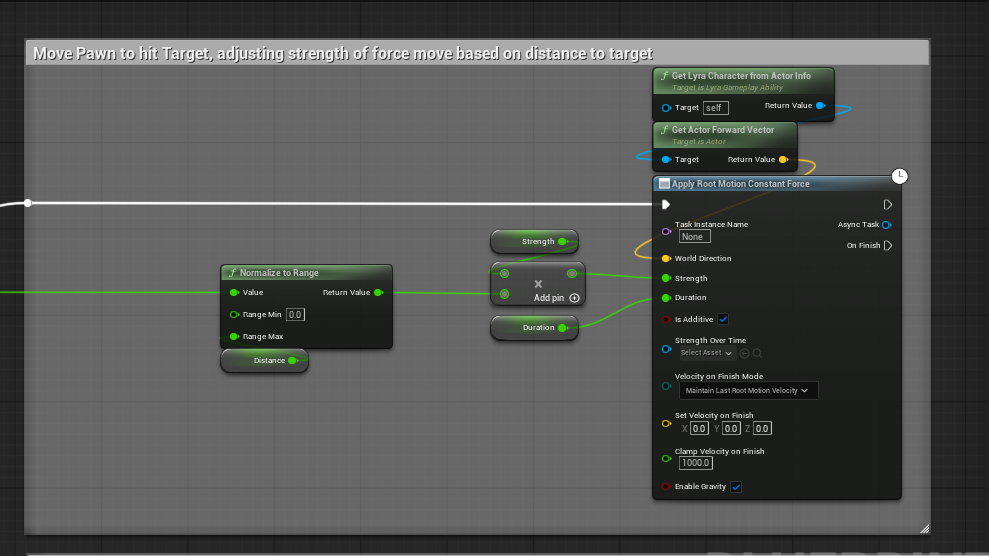 Move Pawn to hit Target, adjusting strength of force move based on distance to target
Get Lyra Character from Actor Info
Target is Lyra Gameplay Ability
Target self Return Value
Get Actor Forward Vector
Target is Actor
Target Return Value
Apply Root Motion Constant Force
Task Instance Name
None
Async Task
On Finish
World Direction
Strength
Duration
Is Additive
Strength Over Time
Select Asset
Velocity on Finish Mode
Maintain Last Root Motion Velocity
Set Velocity on Finish
X 0.0 Y 0.0 Z 0.0
Clamp Velocity on Finish
1000.0
Enable Gravity
Strength
Add pin
Duration
Normalize to Range
Value Return Value
Range Min 0.0
Range Max
Distance